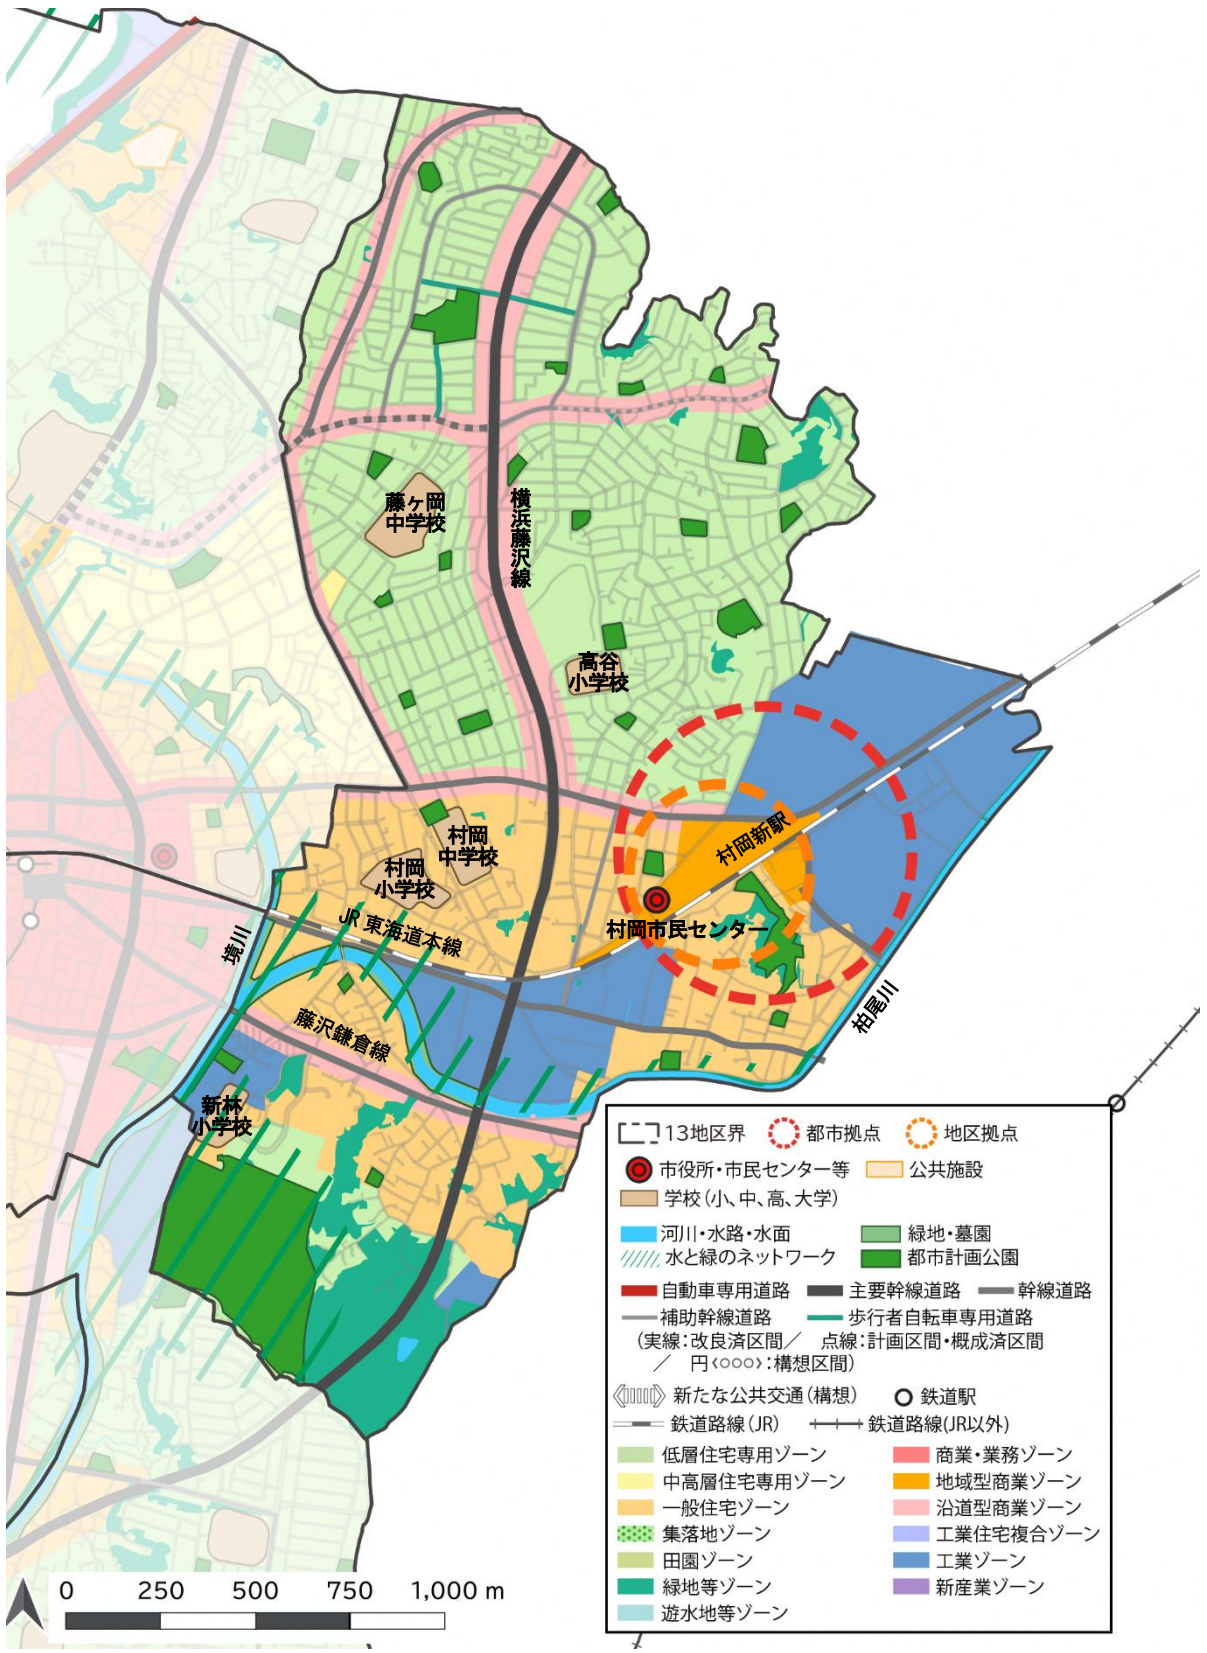 藤ヶ岡
中学校
横浜藤沢線
高谷
小学校
村岡新駅
村岡
中学校
村岡
小学校
村岡市民センター
JR東海道本線
境川
柏尾川
藤沢鎌倉線
新林
小学校
13地区界 都市拠点 地区拠点
市役所・市民センター等 公共施設
学校(小、中、高、大学)
河川・水路・水面 緑地・墓園
水と緑のネットワーク 都市計画公園
自動車専用道路 主要幹線道路 幹線道路
補助幹線道路 歩行者自転車専用道路
(実線:改良済区間/ 点線:計画区間・概成済区間
/ 円<○○○>:構想区間)
新たな公共交通(構想) 鉄道駅
鉄道路線(JR) 鉄道路線(JR以外)
低層住宅専用ゾーン 商業・業務ゾーン
中高層住宅専用ゾーン 地域型商業ゾーン
一般住宅ゾーン 沿道型商業ゾーン
集落地ゾーン 工業住宅複合ゾーン
田園ゾーン 工業ゾーン
緑地等ゾーン 新産業ゾーン
遊水地等ゾーン
0 250 500 750 1,000 m